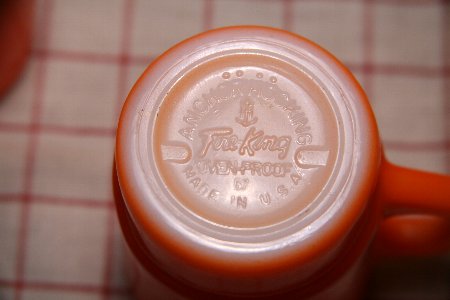 ANCHOR HOCKING
Fire-King
OVEN-PROOF
MADE IN U.S.A.